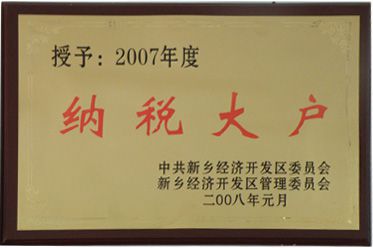 授予：2007年度
纳税大户
中共新乡经济开发区委员会
新乡经济开发区管理委员会
二00八年元月